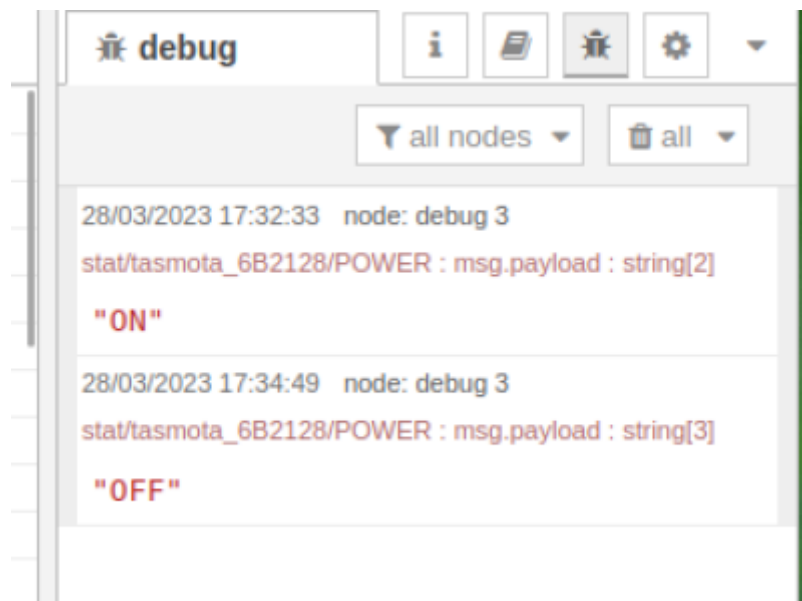 debug
i
all nodes
all
28/03/2023 17:32:33 node: debug 3
stat/tasmota_6B2128/POWER : msg.payload : string[2]
"ON"
28/03/2023 17:34:49 node: debug 3
stat/tasmota_6B2128/POWER : msg.payload : string[3]
"OFF"